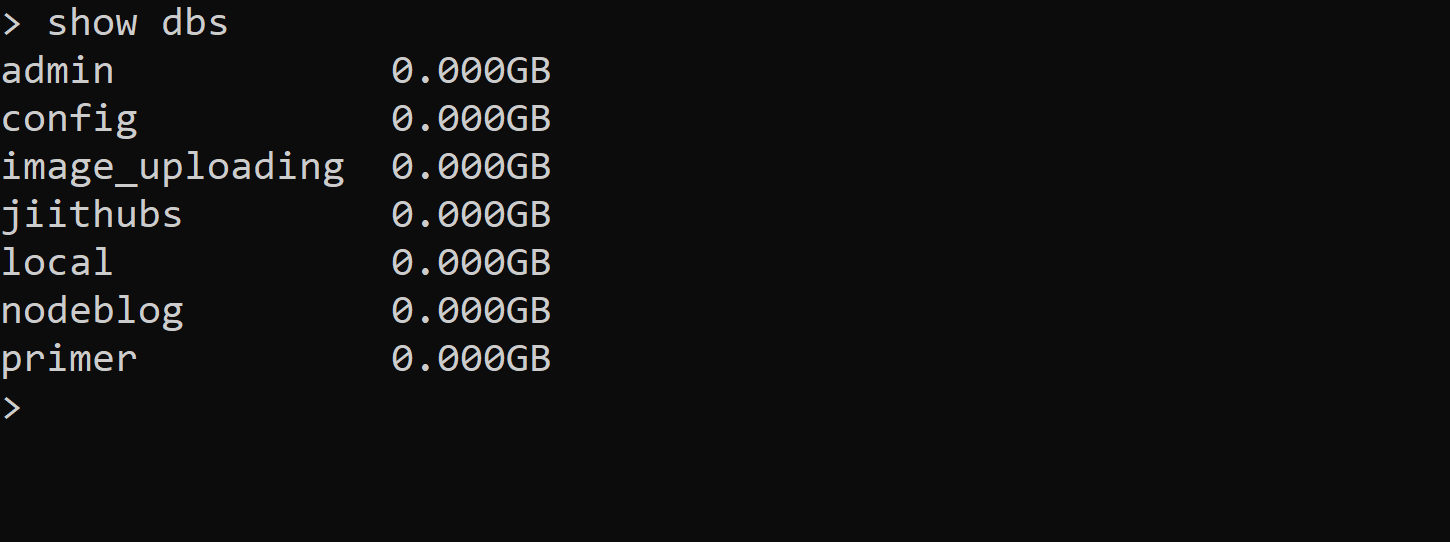 > show dbs
admin            0.000GB
config           0.000GB
image_uploading  0.000GB
jiithubs         0.000GB
local            0.000GB
nodeblog         0.000GB
primer           0.000GB
>